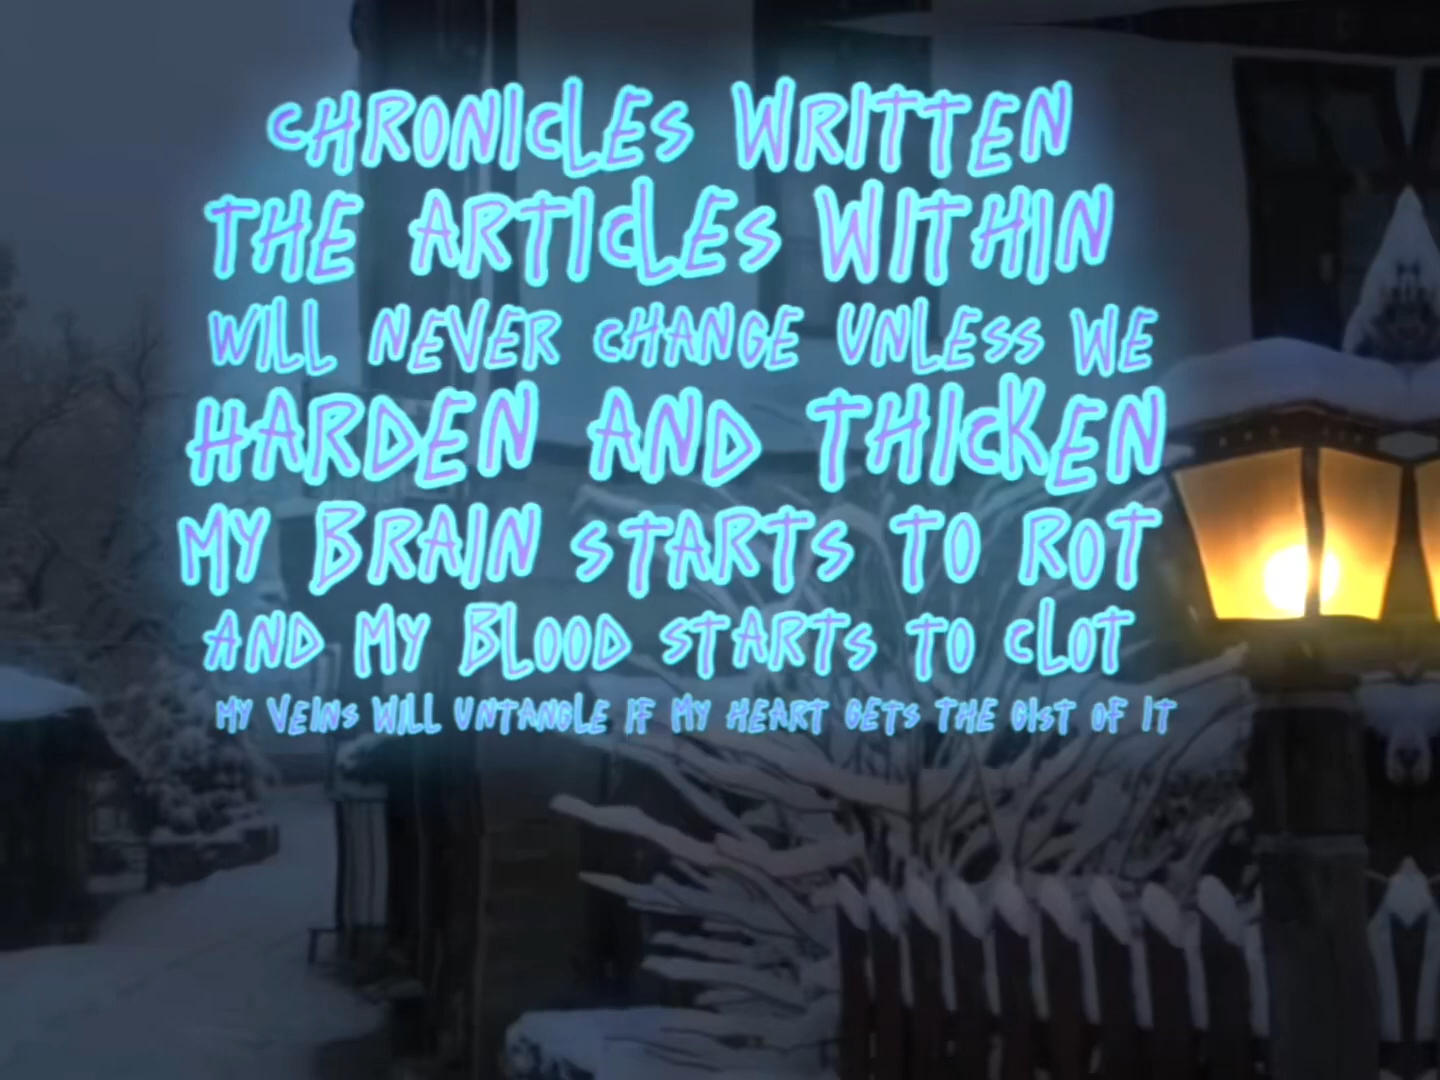 CHRONICLES WRITTEN
THE ARTICLES WITHIN
WILL NEVER CHANGE UNLESS WE
HARDEN AND THICKEN
MY BRAIN STARTS TO ROT
AND MY BLOOD STARTS TO CLOT
MY VEINS WILL UNTANGLE IF MY HEART GETS THE GIST OF IT